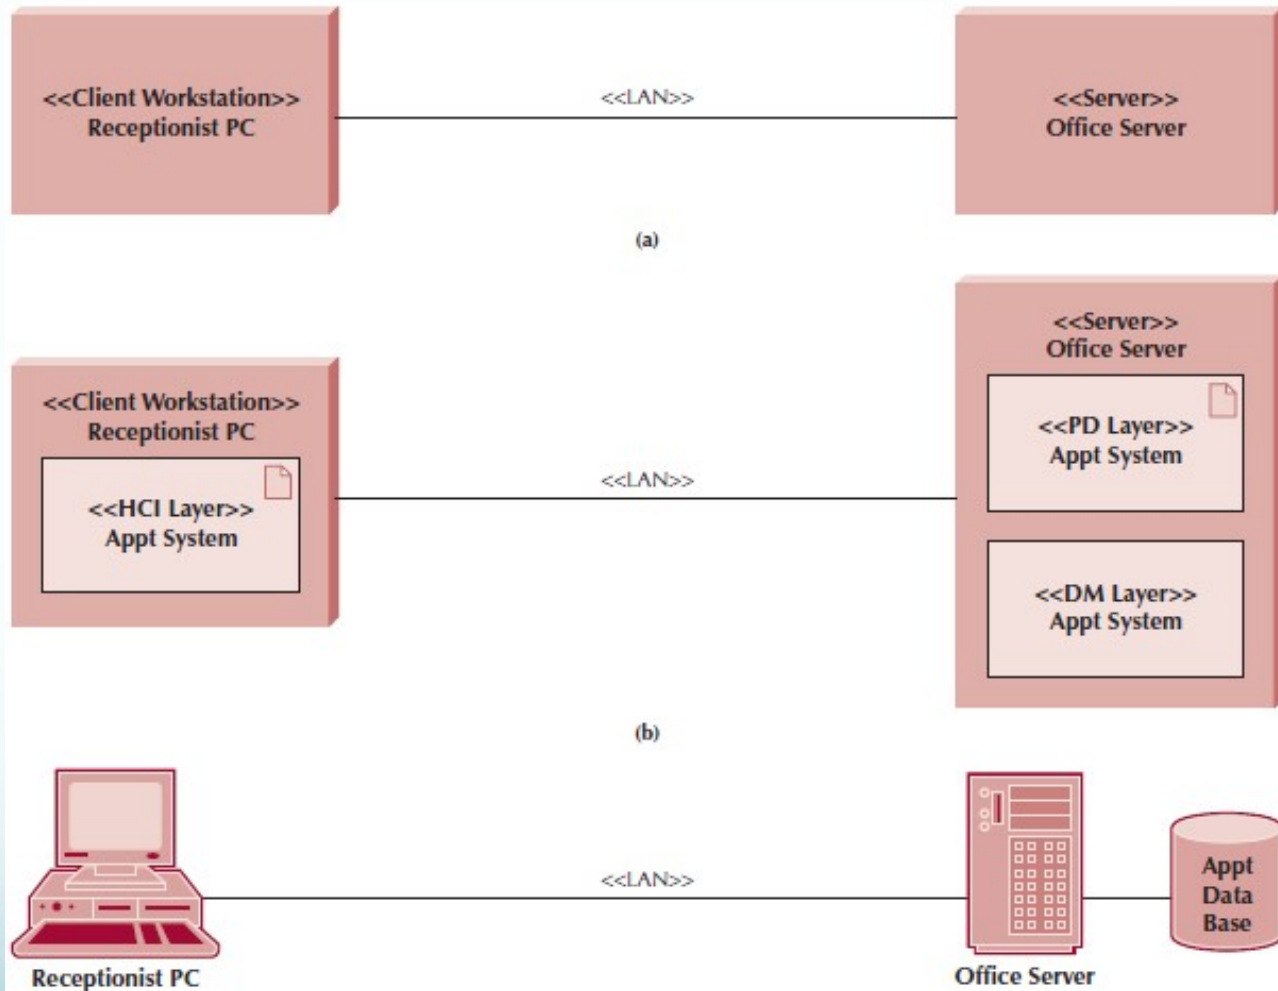 <<Client Workstation>>
Receptionist PC
<<LAN>>
<<Server>>
Office Server
(a)
<<Client Workstation>>
Receptionist PC
<<HCI Layer>>
Appt System
<<LAN>>
<<Server>>
Office Server
<<PD Layer>>
Appt System
<<DM Layer>>
Appt System
(b)
<<LAN>>
Appt
Data
Base
Receptionist PC
Office Server